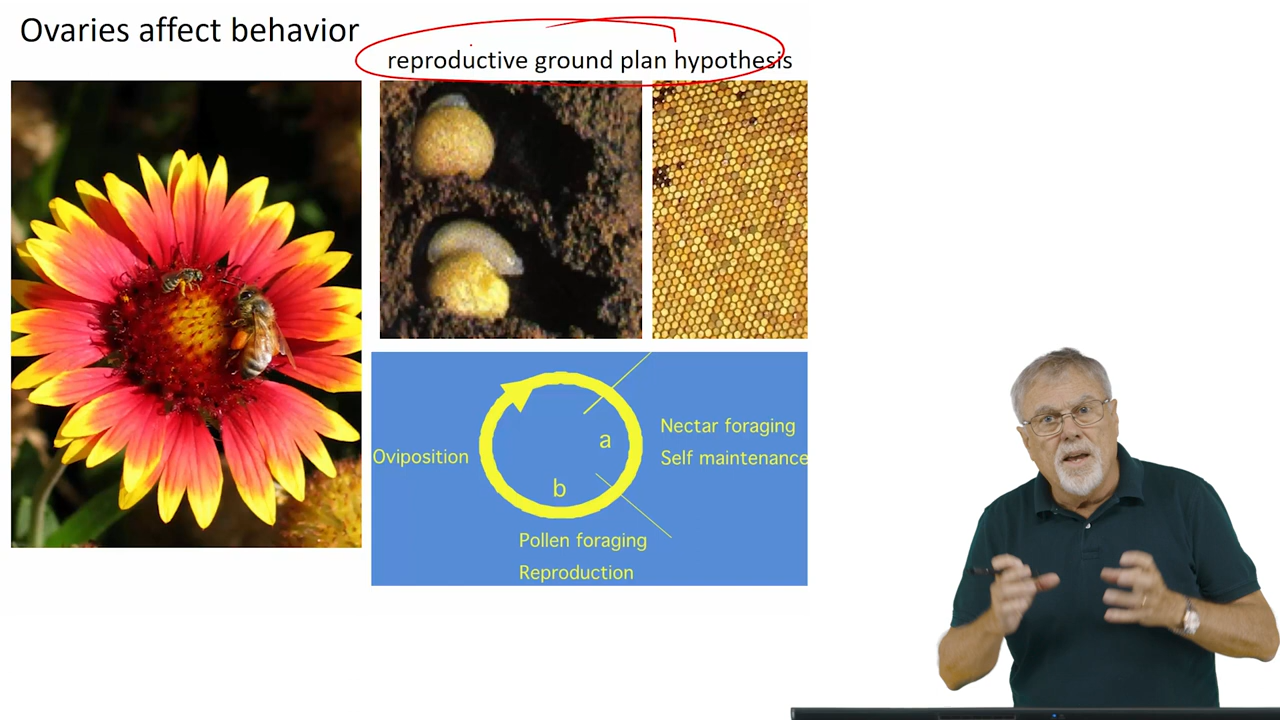 Ovaries affect behavior
reproductive ground plan hypothesis
Nectar foraging
a
Oviposition
Self maintenance
b
Pollen foraging
Reproduction